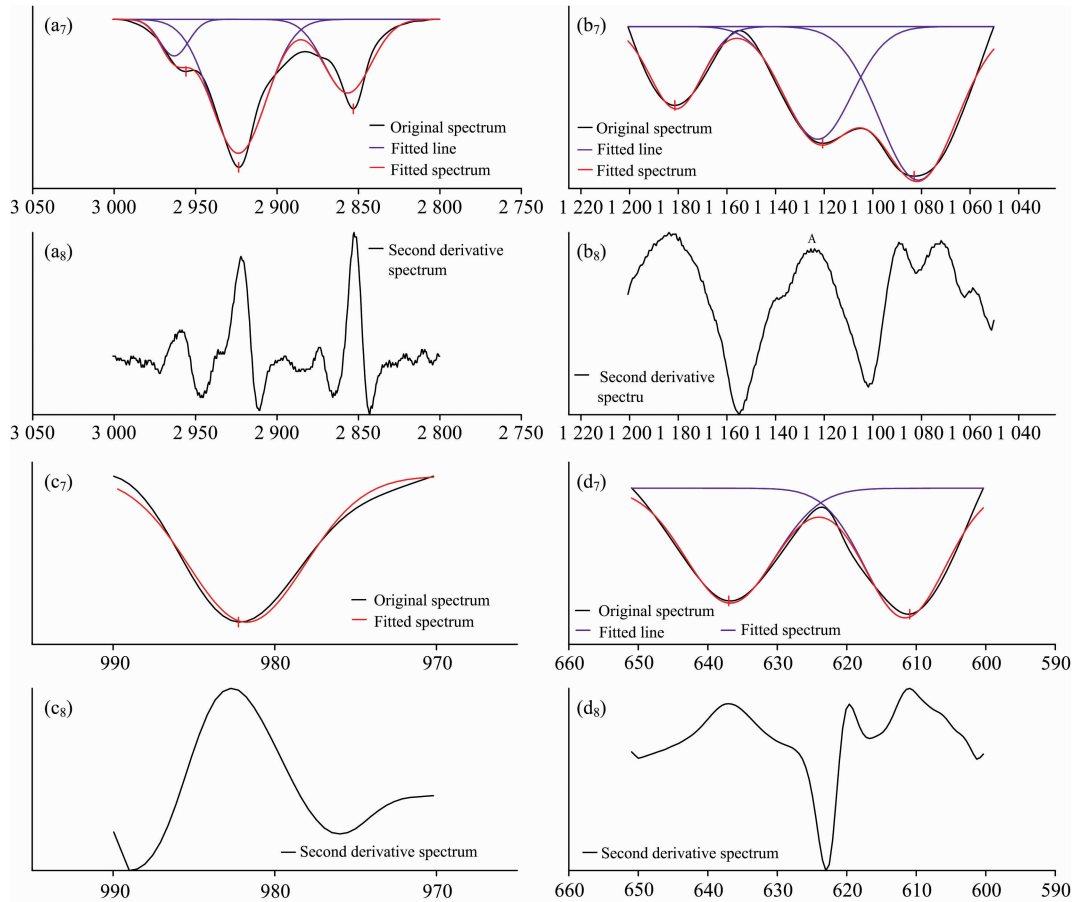 (a7)
Original spectrum
Fitted line
Fitted spectrum
3 050 3 000 2 950 2 900 2 850 2 800 2 750
(b7)
Original spectrum
Fitted line
Fitted spectrum
1 220 1 200 1 180 1 160 1 140 1 120 1 100 1 080 1 060 1 040
(a8)
Second derivative
spectrum
3 050 3 000 2 950 2 900 2 850 2 800 2 750
(b8)
A
Second derivative
spectru
1 220 1 200 1 180 1 160 1 140 1 120 1 100 1 080 1 060 1 040
(c7)
Original spectrum
Fitted spectrum
990 980 970
(d7)
Original spectrum
Fitted line Fitted spectrum
660 650 640 630 620 610 600 590
(c8)
Second derivative spectrum
990 980 970
(d8)
Second derivative spectrum
660 650 640 630 620 610 600 590